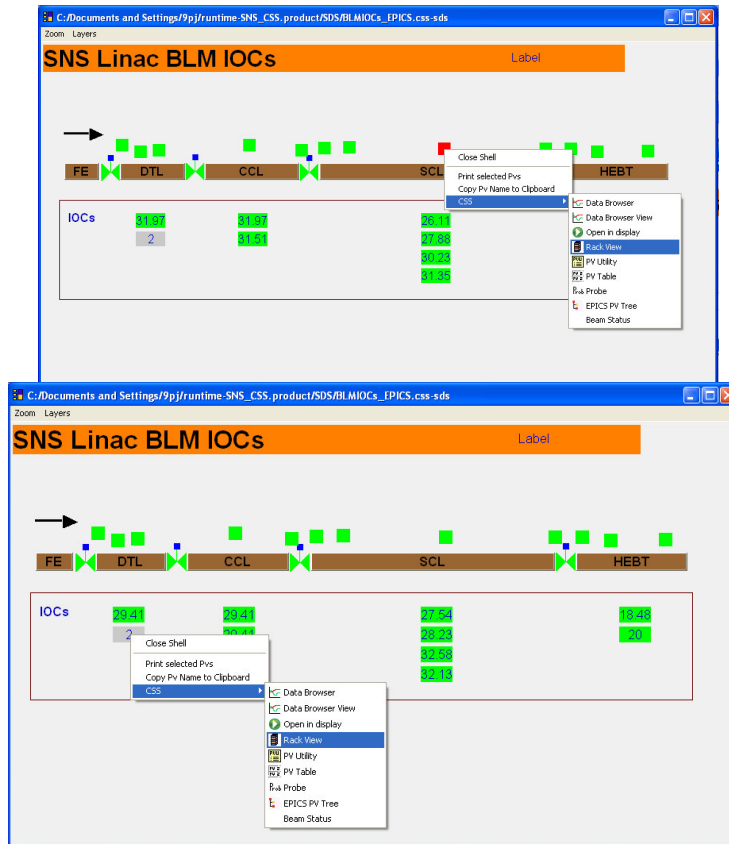 C:/Documents and Settings/9pj/runtime-SNS_CSS.product/SDS/BLMIOCs_EPICS.css-sds
Zoom Layers
SNS Linac BLM IOCs Label
Close Shell
FE DTL CCL SCL HEBT
Print selected Pvs
Copy Pv Name to Clipboard
CSS
Data Browser
IOCs 31.97 31.97 26.11
Data Browser View
2 31.51 27.88
Open in display
30.23
Rack View
31.35
PV Utility
PV Table
Prob Probe
EPICS PV Tree
Beam Status
C:/Documents and Settings/9pj/runtime-SNS_CSS.product/SDS/BLMIOCs_EPICS.css-sds
Zoom Layers
SNS Linac BLM IOCs Label
FE DTL CCL SCL HEBT
IOCs 29.41 29.41 27.54 18.48
2 28.23 20
32.58
32.13
Close Shell
Print selected Pvs
Copy Pv Name to Clipboard
CSS
Data Browser
Data Browser View
Open in display
Rack View
PV Utility
PV Table
Prob Probe
EPICS PV Tree
Beam Status